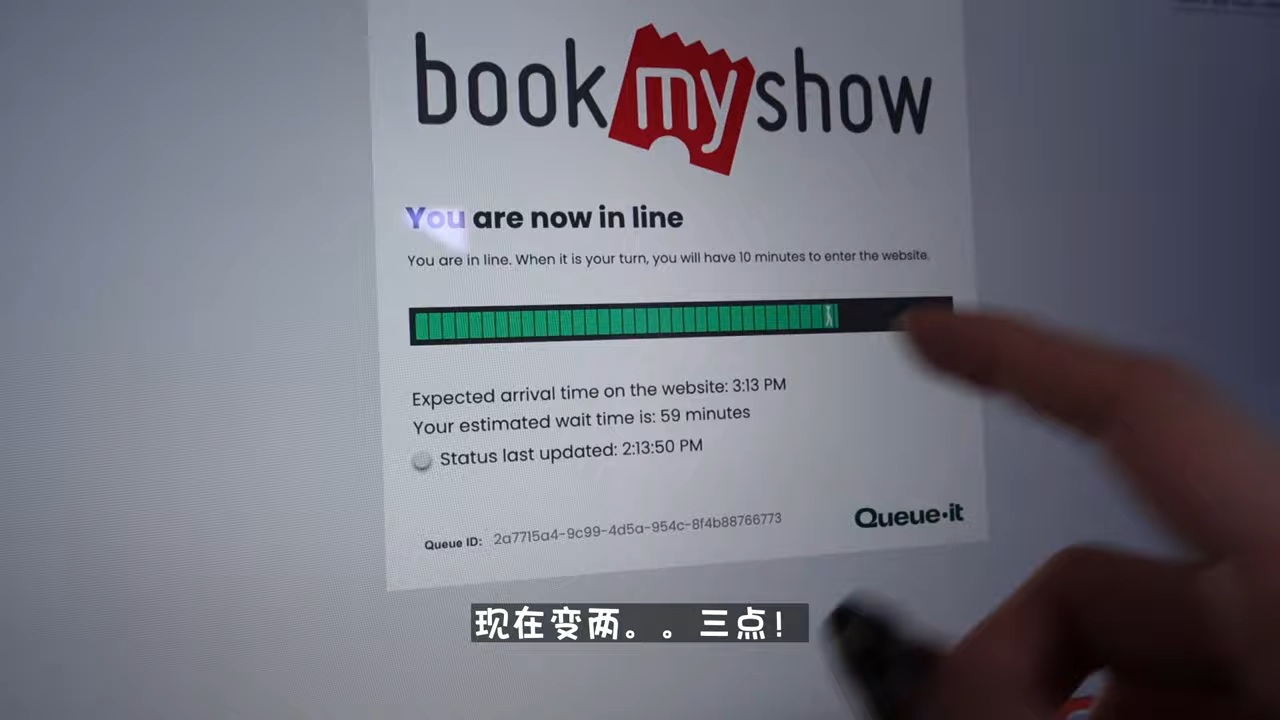 bookmyshow
You are now in line
You are in line. When it is your turn, you will have 10 minutes to enter the website.
Expected arrival time on the website: 3:13 PM
Your estimated wait time is: 59 minutes
Status last updated: 2:13:50 PM
Queue ID: 2a7715a4-9c99-4d5a-954c-8f4b88766773
Queue-it
现在变两。。三点！